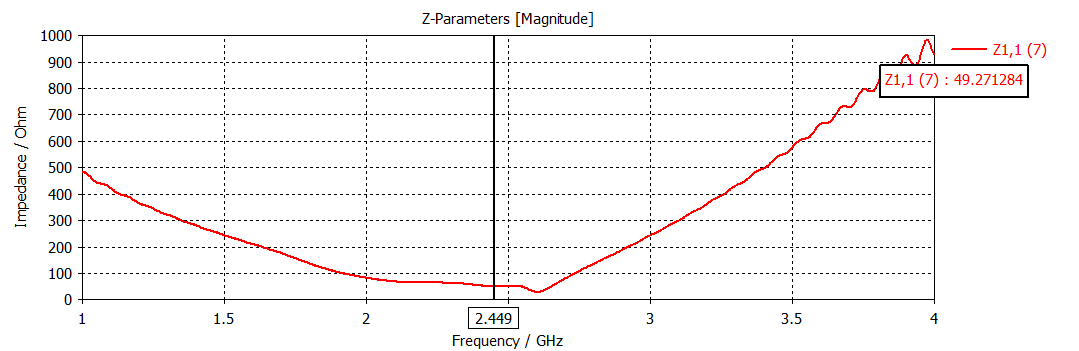 Z-Parameters [Magnitude]
1000
900
800
700
600
500
400
300
200
100
0
Impedance / Ohm
Z1,1 (7)
Z1,1 (7) : 49.271284
1 1.5 2 2.449 3 3.5 4
Frequency / GHz